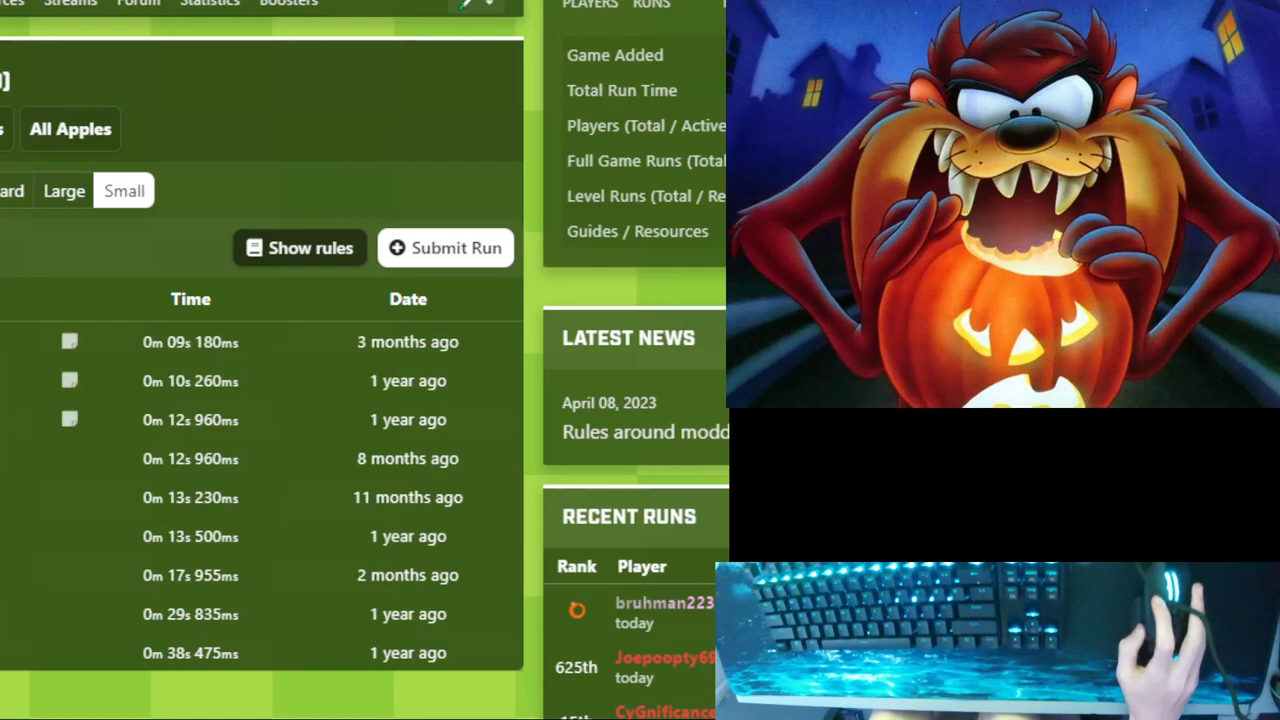 Streams Forum Statistics Boosters
All Apples
Large Small
Show rules Submit Run
Time Date
0m 09s 180ms 3 months ago
0m 10s 260ms 1 year ago
0m 12s 960ms 1 year ago
0m 12s 960ms 8 months ago
0m 13s 230ms 11 months ago
0m 13s 500ms 1 year ago
0m 17s 955ms 2 months ago
0m 29s 835ms 1 year ago
0m 38s 475ms 1 year ago
PLAYERS RUNS
Game Added
Total Run Time
Players (Total / Active
Full Game Runs (Total
Level Runs (Total / Re
Guides / Resources
LATEST NEWS
April 08, 2023
Rules around modd
RECENT RUNS
Rank Player
bruhman223
today
625th Joepoopty69
today
CyGnificance